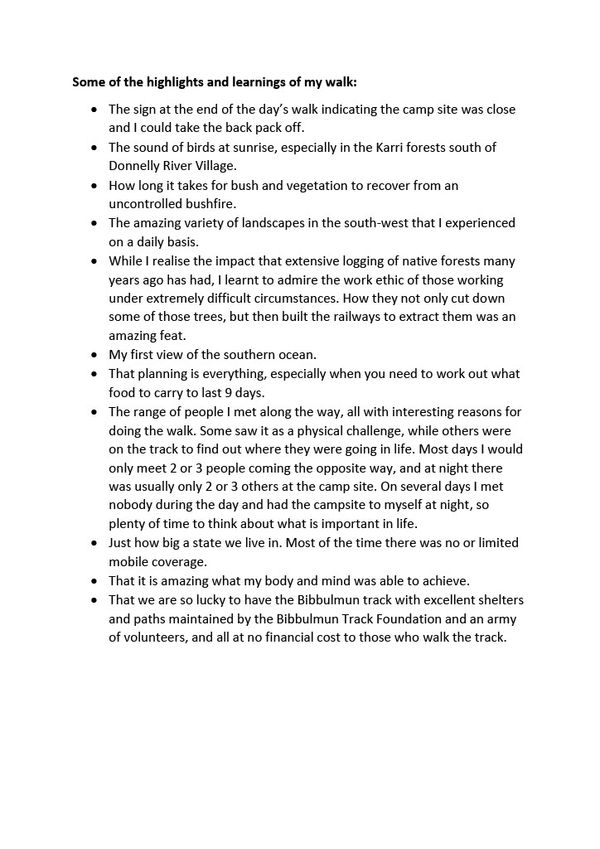 Some of the highlights and learnings of my walk:
• The sign at the end of the day's walk indicating the camp site was close
and I could take the back pack off.
• The sound of birds at sunrise, especially in the Karri forests south of
Donnelly River Village.
• How long it takes for bush and vegetation to recover from an
uncontrolled bushfire.
• The amazing variety of landscapes in the south-west that I experienced
on a daily basis.
• While I realise the impact that extensive logging of native forests many
years ago has had, I learnt to admire the work ethic of those working
under extremely difficult circumstances. How they not only cut down
some of those trees, but then built the railways to extract them was an
amazing feat.
• My first view of the southern ocean.
• That planning is everything, especially when you need to work out what
food to carry to last 9 days.
• The range of people I met along the way, all with interesting reasons for
doing the walk. Some saw it as a physical challenge, while others were
on the track to find out where they were going in life. Most days I would
only meet 2 or 3 people coming the opposite way, and at night there
was usually only 2 or 3 others at the camp site. On several days I met
nobody during the day and had the campsite to myself at night, so
plenty of time to think about what is important in life.
• Just how big a state we live in. Most of the time there was no or limited
mobile coverage.
• That it is amazing what my body and mind was able to achieve.
• That we are so lucky to have the Bibbulmun track with excellent shelters
and paths maintained by the Bibbulmun Track Foundation and an army
of volunteers, and all at no financial cost to those who walk the track.